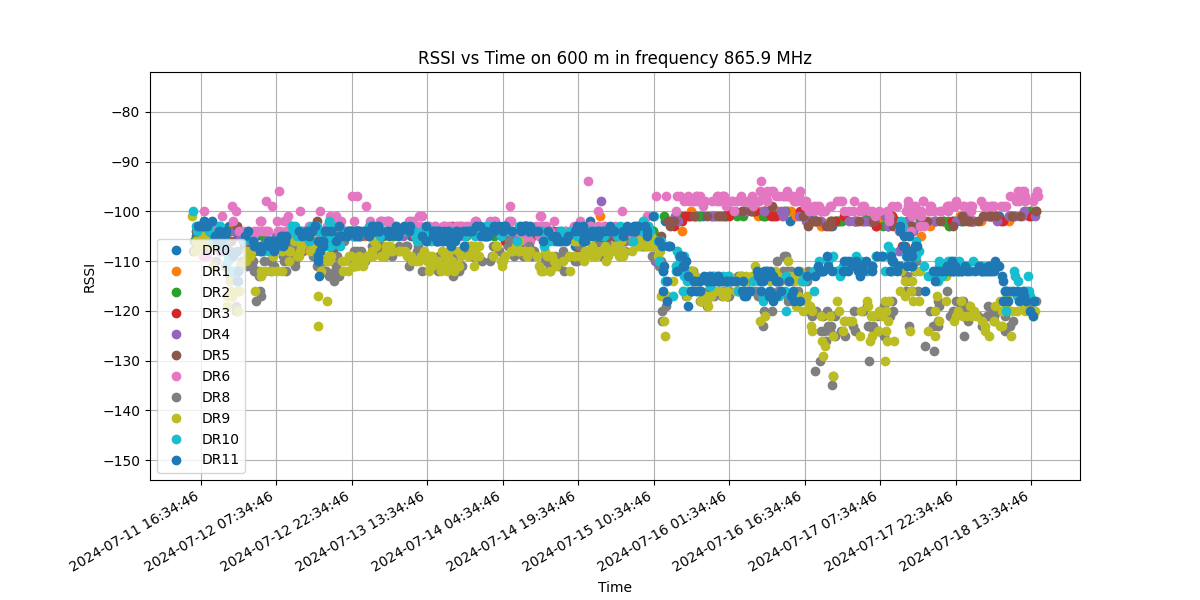 RSSI vs Time on 600 m in frequency 865.9 MHz
RSSI
−80
−90
−100
−110
−120
−130
−140
−150
DR0
DR1
DR2
DR3
DR4
DR5
DR6
DR8
DR9
DR10
DR11
2024-07-11 16:34:46
2024-07-12 07:34:46
2024-07-12 22:34:46
2024-07-13 13:34:46
2024-07-14 04:34:46
2024-07-14 19:34:46
2024-07-15 10:34:46
2024-07-16 01:34:46
2024-07-16 16:34:46
2024-07-17 07:34:46
2024-07-17 22:34:46
2024-07-18 13:34:46
Time